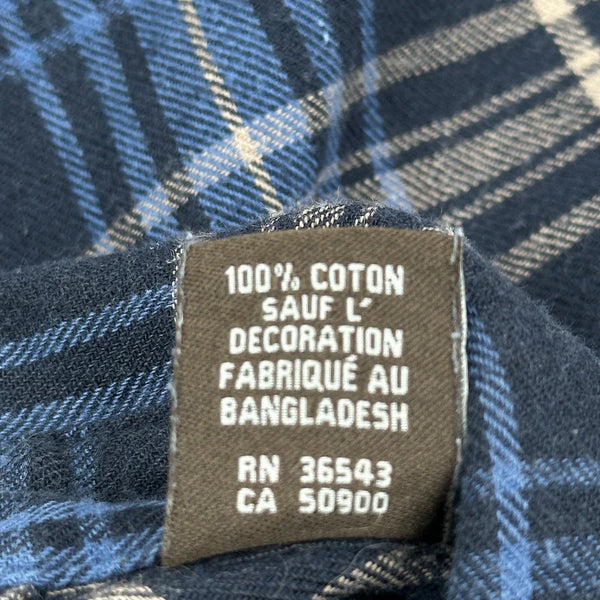 100% COTON
SAUF L'
DECORATION
FABRIQUÉ AU
BANGLADESH
RN 36543
CA 50900